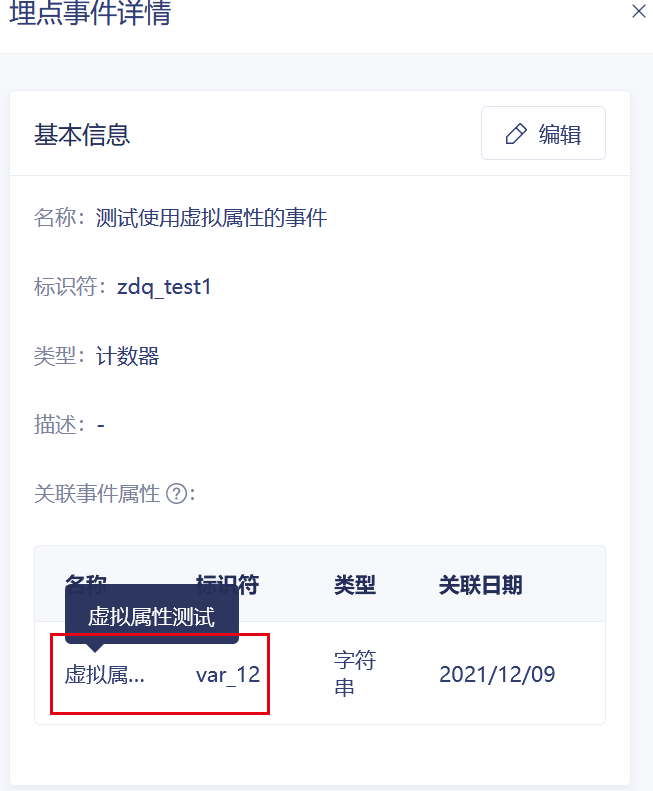 埋点事件详情
基本信息
编辑
名称：测试使用虚拟属性的事件
标识符：zdq_test1
类型：计数器
描述：-
关联事件属性 ?：
名称 标识符 类型 关联日期
虚拟属性测试
虚拟属... var_12 字符串 2021/12/09